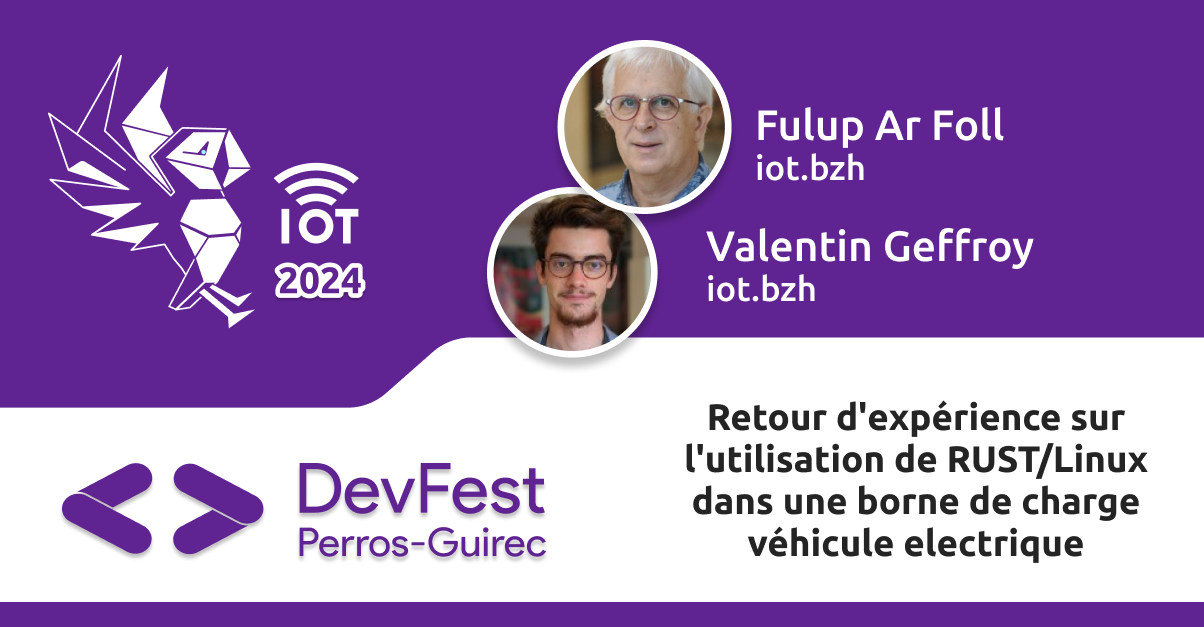 IOT
2024
Fulup Ar Foll
iot.bzh
Valentin Geffroy
iot.bzh
DevFest
Perros-Guirec
Retour d'expérience sur
l'utilisation de RUST/Linux
dans une borne de charge
véhicule electrique